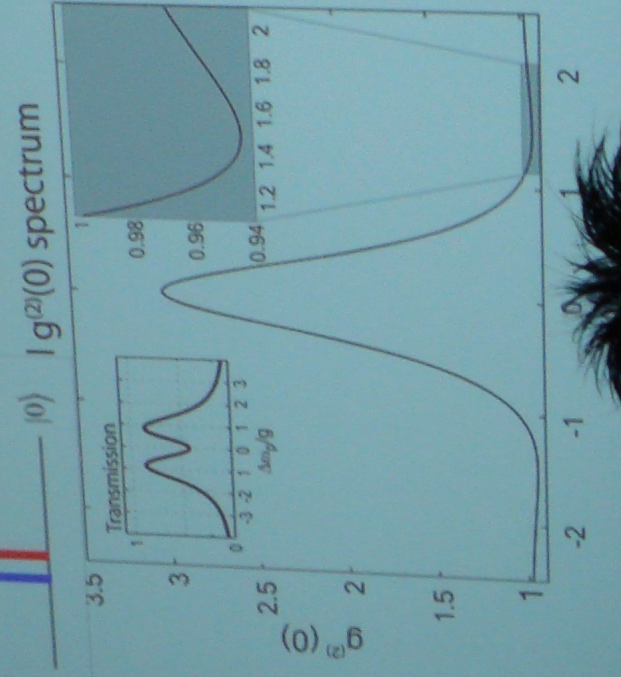 |0⟩
g⁽²⁾(0) spectrum
3.5
3
2.5
2
1.5
1
g⁽²⁾(0)
-2 -1 0 1 2
Transmission
1
0
-3 -2 1 0 1 2 3
Δωₚ/g
1
0.98
0.96
0.94
1.2 1.4 1.6 1.8 2